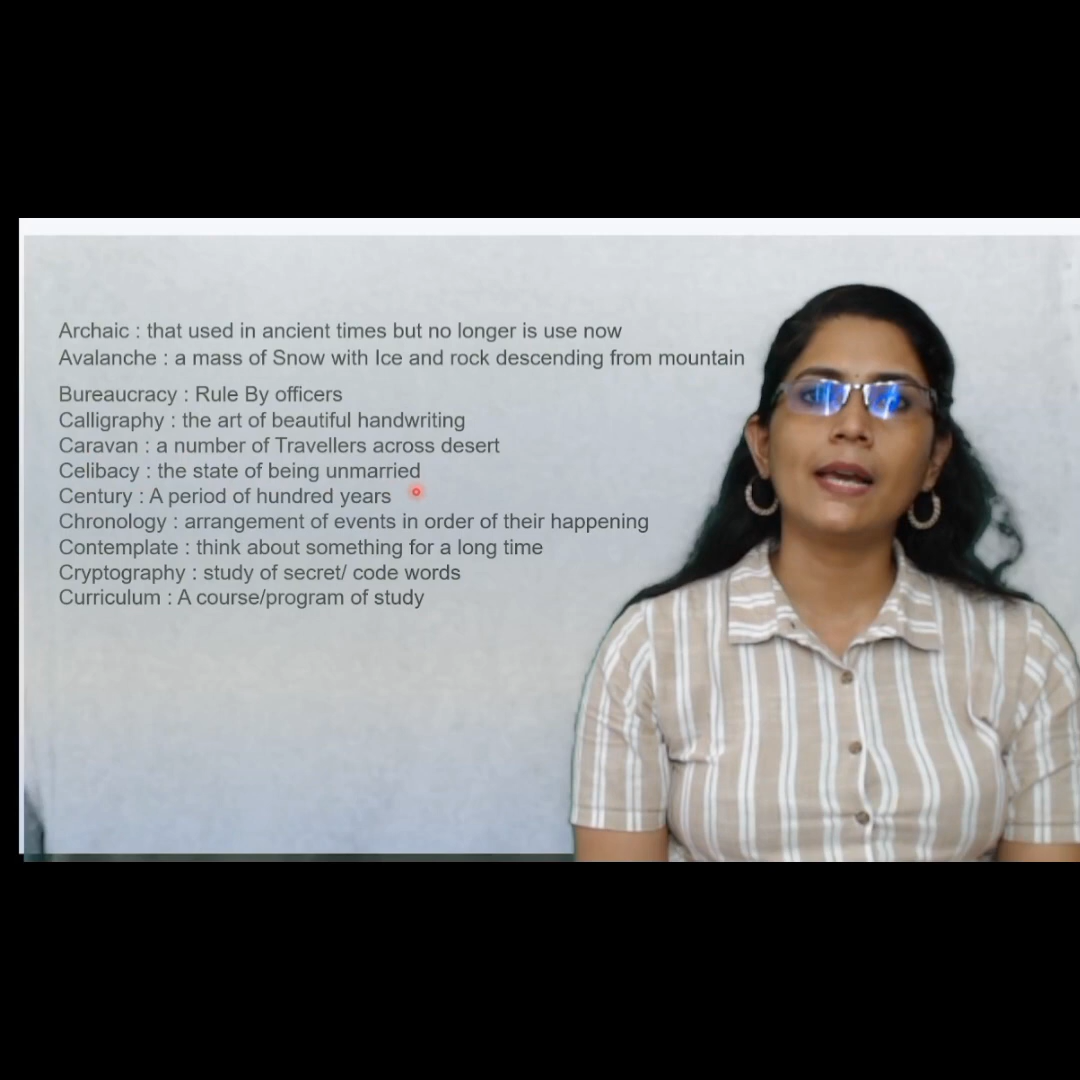 Archaic : that used in ancient times but no longer is use now
Avalanche : a mass of Snow with Ice and rock descending from mountain
Bureaucracy : Rule By officers
Calligraphy : the art of beautiful handwriting
Caravan : a number of Travellers across desert
Celibacy : the state of being unmarried
Century : A period of hundred years
Chronology : arrangement of events in order of their happening
Contemplate : think about something for a long time
Cryptography : study of secret/ code words
Curriculum : A course/program of study